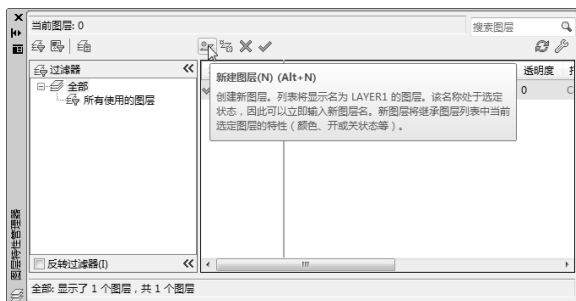 当前图层: 0
搜索图层
过滤器
全部
所有使用的图层
新建图层(N) (Alt+N)
创建新图层。列表将显示名为 LAYER1 的图层。该名称处于选定
状态，因此可以立即输入新图层名。新图层将继承图层列表中当前
选定图层的特性（颜色、开或关状态等）。
透明度
0
反转过滤器(I)
全部: 显示了 1 个图层，共 1 个图层
图层特性管理器